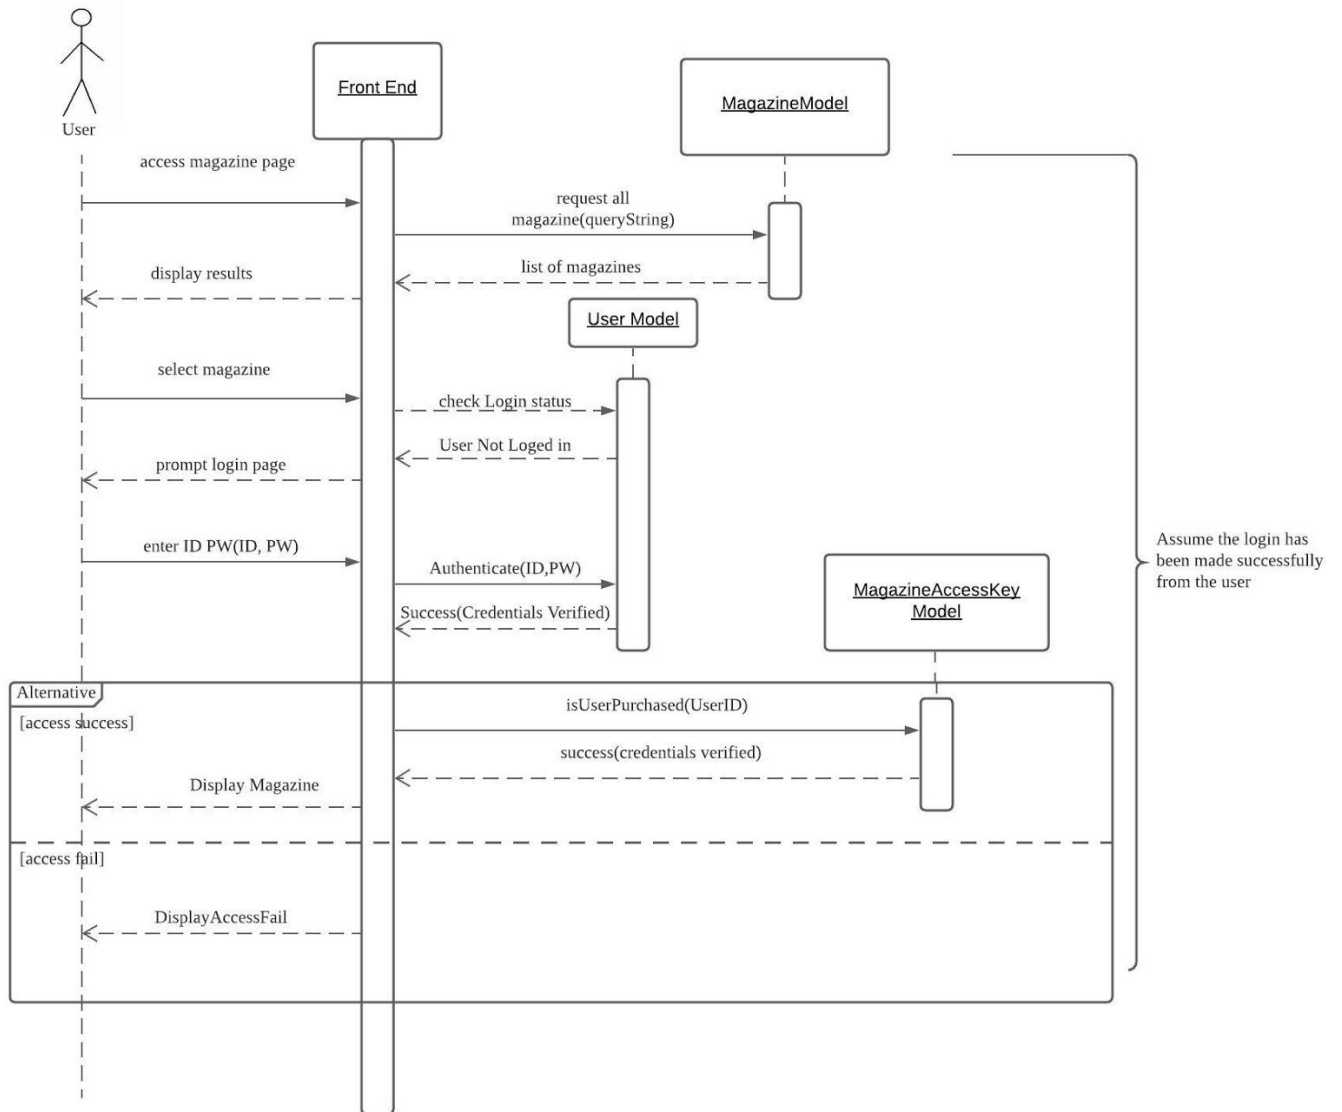 User
Front End
MagazineModel
access magazine page
request all
magazine(queryString)
list of magazines
display results
User Model
select magazine
check Login status
User Not Loged in
prompt login page
enter ID PW(ID, PW)
Authenticate(ID,PW)
Success(Credentials Verified)
MagazineAccessKey
Model
Assume the login has
been made successfully
from the user
Alternative
[access success]
isUserPurchased(UserID)
success(credentials verified)
Display Magazine
[access fail]
DisplayAccessFail